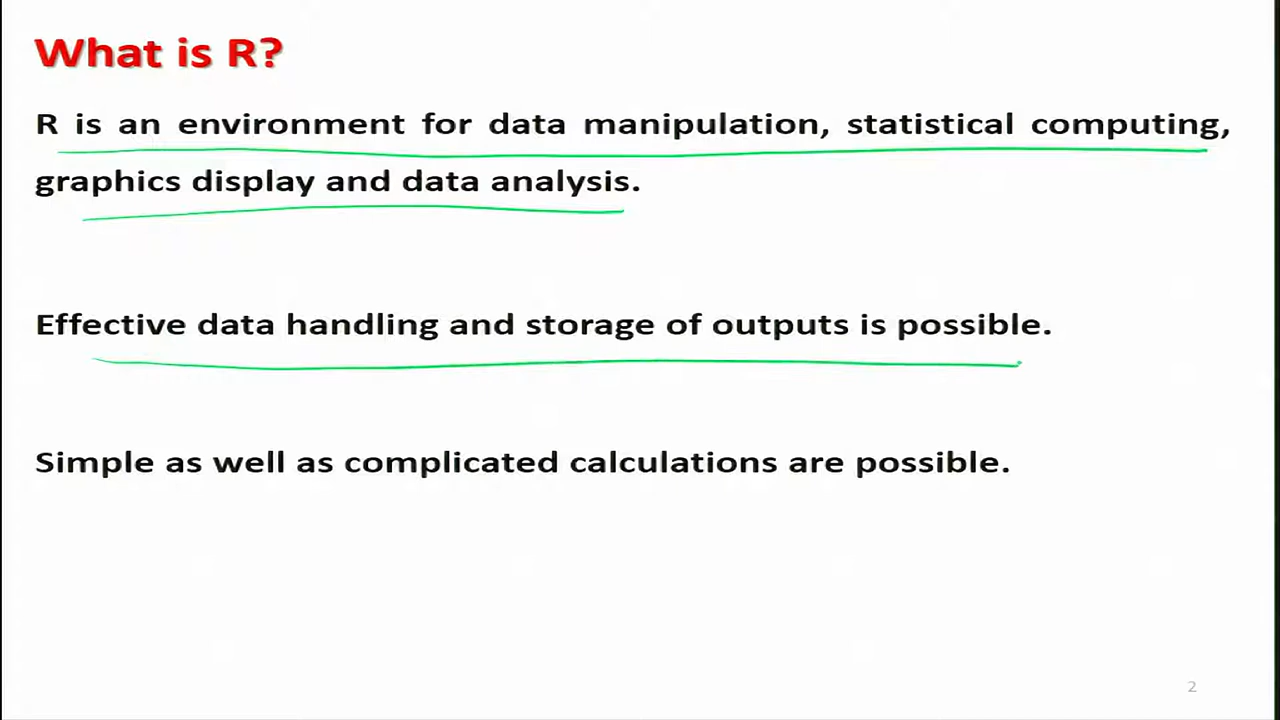 What is R?
R is an environment for data manipulation, statistical computing,
graphics display and data analysis.
Effective data handling and storage of outputs is possible.
Simple as well as complicated calculations are possible.
2